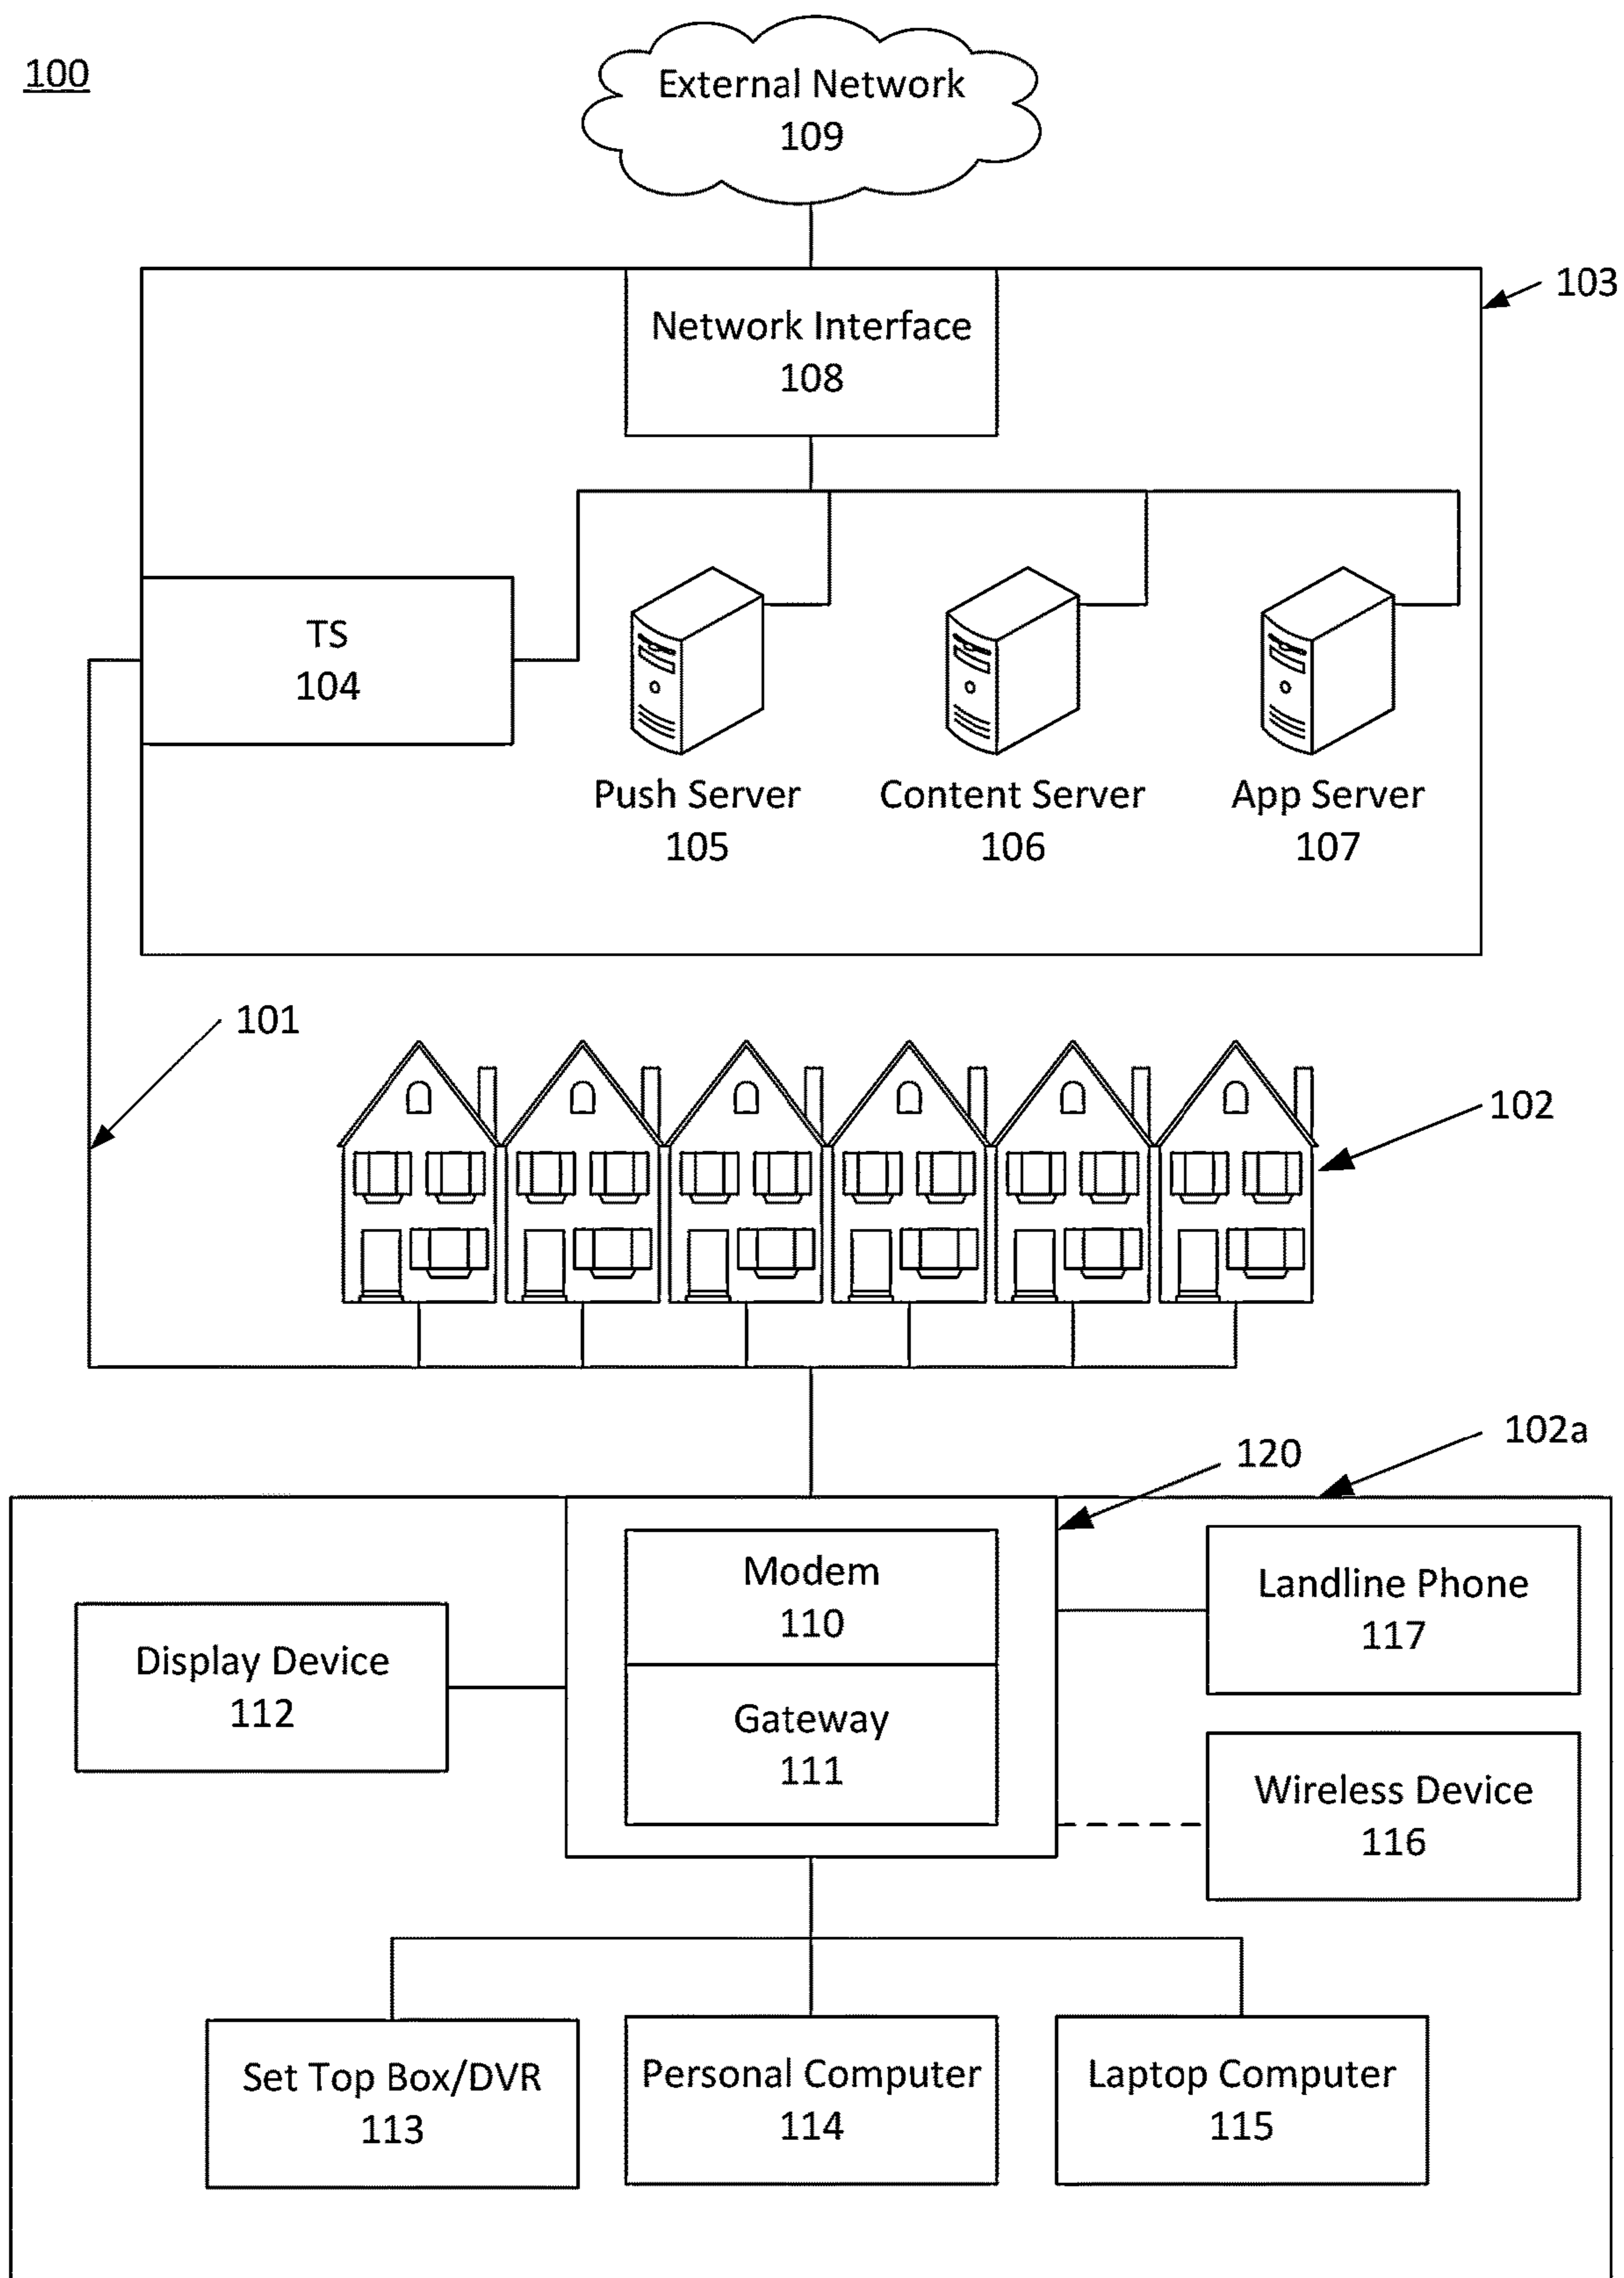 100
External Network
109
103
Network Interface
108
TS
104
Push Server
105
Content Server
106
App Server
107
101
102
102a
120
Modem
110
Landline Phone
117
Display Device
112
Gateway
111
Wireless Device
116
Set Top Box/DVR
113
Personal Computer
114
Laptop Computer
115